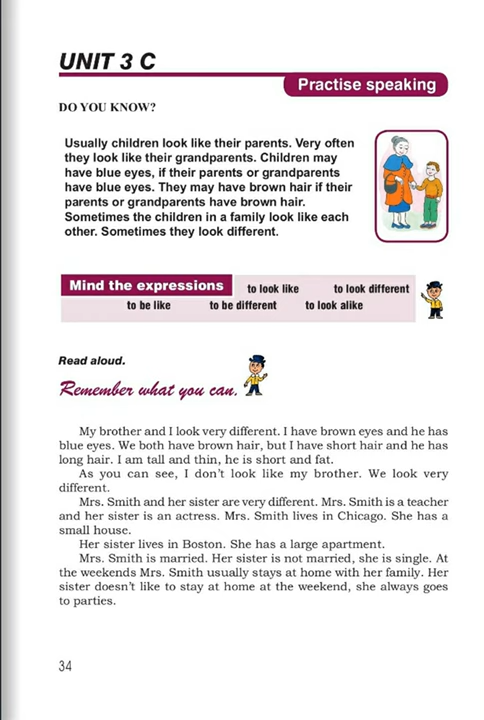 UNIT 3 C
Practise speaking
DO YOU KNOW?
Usually children look like their parents. Very often
they look like their grandparents. Children may
have blue eyes, if their parents or grandparents
have blue eyes. They may have brown hair if their
parents or grandparents have brown hair.
Sometimes the children in a family look like each
other. Sometimes they look different.
Mind the expressions to look like to look different
to be like to be different to look alike
Read aloud.
Remember what you can.
My brother and I look very different. I have brown eyes and he has
blue eyes. We both have brown hair, but I have short hair and he has
long hair. I am tall and thin, he is short and fat.
As you can see, I don't look like my brother. We look very
different.
Mrs. Smith and her sister are very different. Mrs. Smith is a teacher
and her sister is an actress. Mrs. Smith lives in Chicago. She has a
small house.
Her sister lives in Boston. She has a large apartment.
Mrs. Smith is married. Her sister is not married, she is single. At
the weekends Mrs. Smith usually stays at home with her family. Her
sister doesn't like to stay at home at the weekend, she always goes
to parties.
34